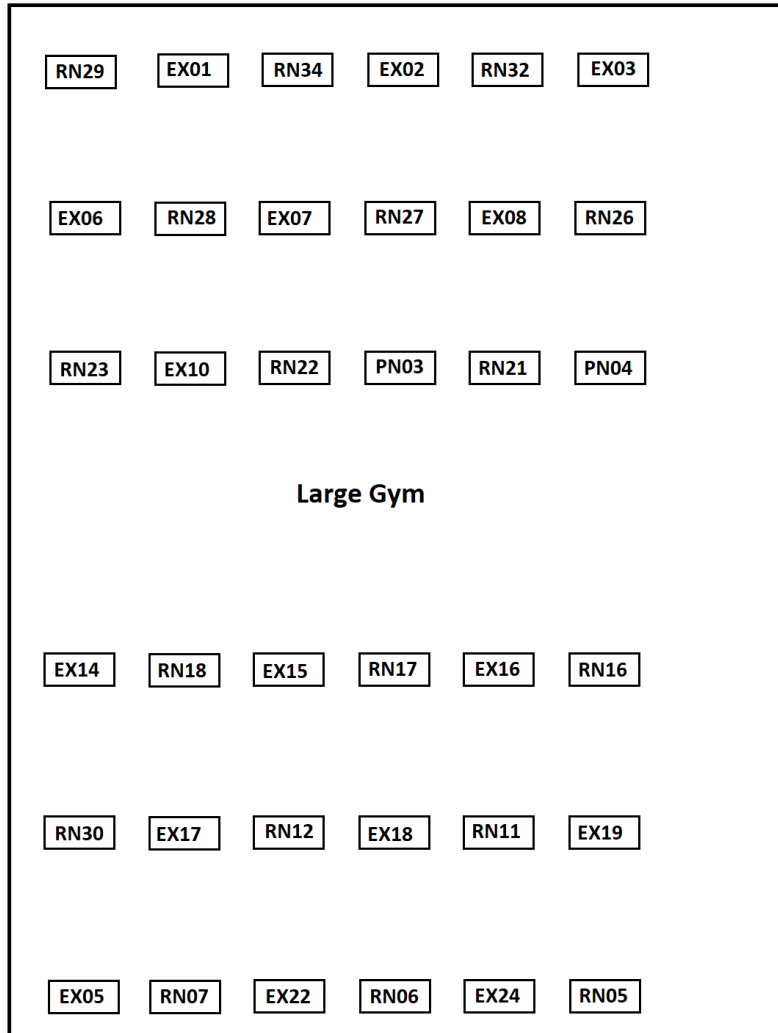 RN29 EX01 RN34 EX02 RN32 EX03
EX06 RN28 EX07 RN27 EX08 RN26
RN23 EX10 RN22 PN03 RN21 PN04
Large Gym
EX14 RN18 EX15 RN17 EX16 RN16
RN30 EX17 RN12 EX18 RN11 EX19
EX05 RN07 EX22 RN06 EX24 RN05